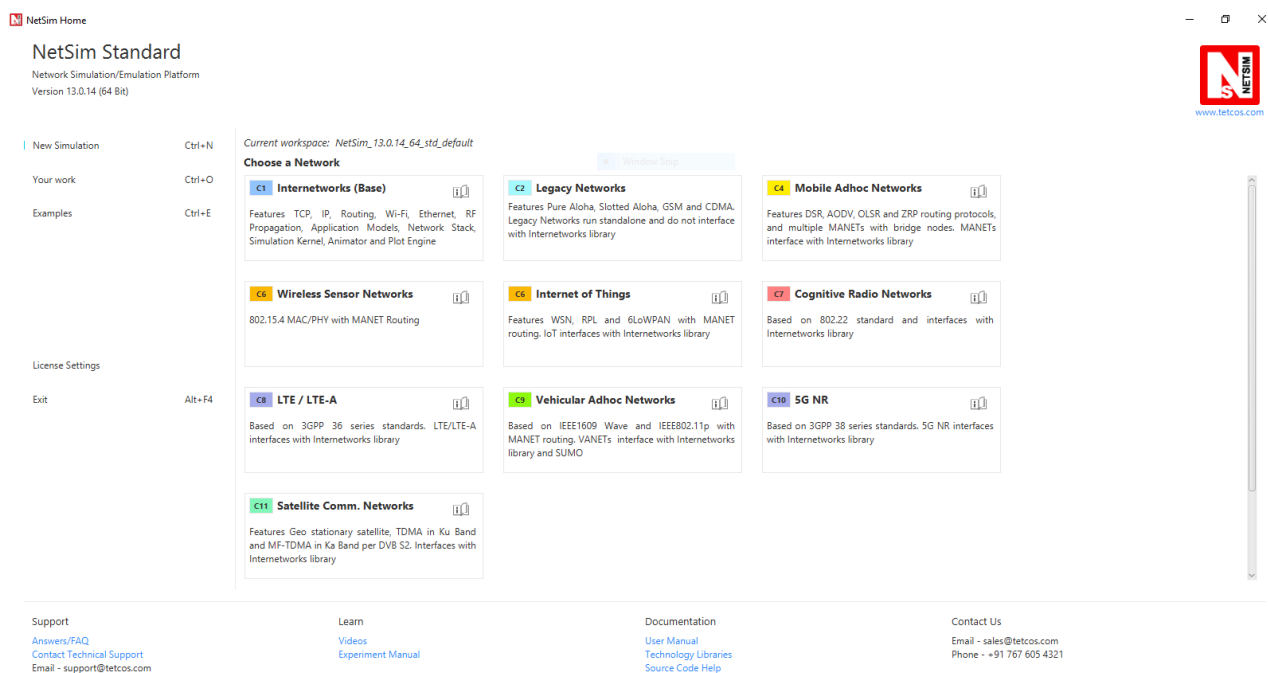 NetSim Home
NetSim Standard
Network Simulation/Emulation Platform
Version 13.0.14 (64 Bit)
NETSIM
www.tetcos.com
New Simulation Ctrl+N
Your work Ctrl+O
Examples Ctrl+E
License Settings
Exit Alt+F4
Current workspace: NetSim_13.0.14_64_std_default
Choose a Network
Window Snip
C1 Internetworks (Base)
Features TCP, IP, Routing, Wi-Fi, Ethernet, RF
Propagation, Application Models, Network Stack,
Simulation Kernel, Animator and Plot Engine
C2 Legacy Networks
Features Pure Aloha, Slotted Aloha, GSM and CDMA.
Legacy Networks run standalone and do not interface
with Internetworks library
C4 Mobile Adhoc Networks
Features DSR, AODV, OLSR and ZRP routing protocols,
and multiple MANETs with bridge nodes. MANETs
interface with Internetworks library
C6 Wireless Sensor Networks
802.15.4 MAC/PHY with MANET Routing
C6 Internet of Things
Features WSN, RPL and 6LoWPAN with MANET
routing. IoT interfaces with Internetworks library
C7 Cognitive Radio Networks
Based on 802.22 standard and interfaces with
Internetworks library
C8 LTE / LTE-A
Based on 3GPP 36 series standards. LTE/LTE-A
interfaces with Internetworks library
C9 Vehicular Adhoc Networks
Based on IEEE1609 Wave and IEEE802.11p with
MANET routing. VANETs interface with Internetworks
library and SUMO
C10 5G NR
Based on 3GPP 38 series standards. 5G NR interfaces
with Internetworks library
C11 Satellite Comm. Networks
Features Geo stationary satellite, TDMA in Ku Band
and MF-TDMA in Ka Band per DVB S2. Interfaces with
Internetworks library
Support
Answers/FAQ
Contact Technical Support
Email - support@tetcos.com
Learn
Videos
Experiment Manual
Documentation
User Manual
Technology Libraries
Source Code Help
Contact Us
Email - sales@tetcos.com
Phone - +91 767 605 4321